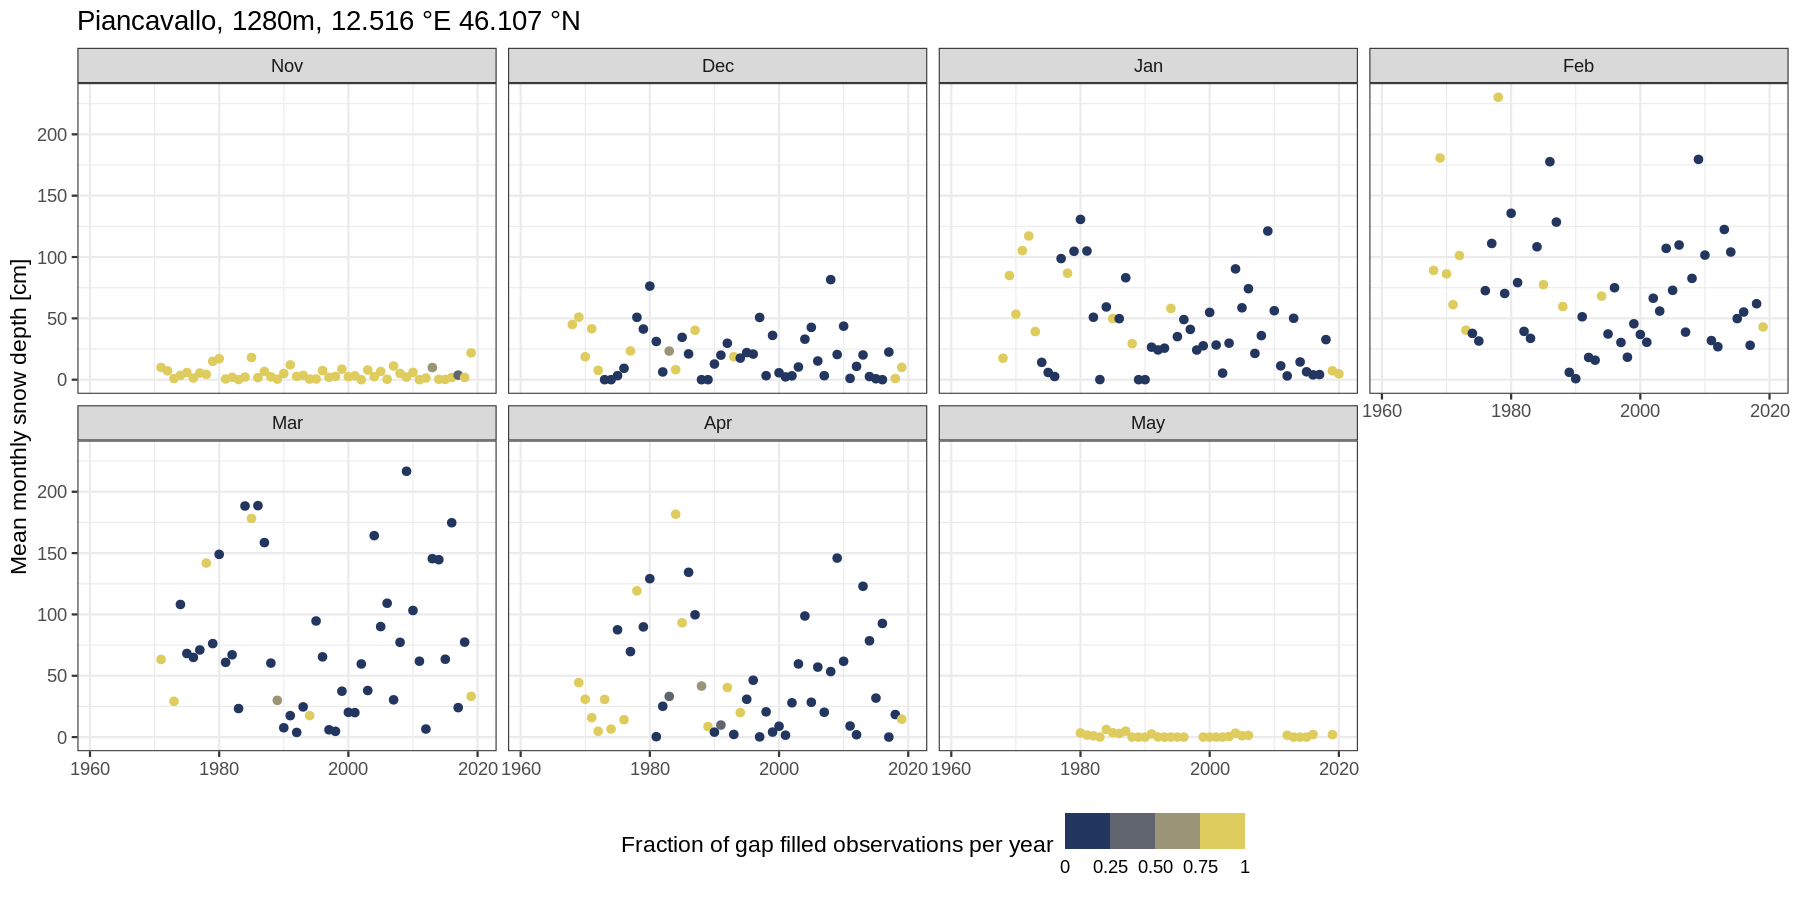 Piancavallo, 1280m, 12.516 °E 46.107 °N
Nov Dec Jan Feb
200
150
100
50
0
1960 1980 2000 2020
Mean monthly snow depth [cm]
Mar Apr May
200
150
100
50
0
1960 1980 2000 2020 1960 1980 2000 2020 1960 1980 2000 2020
Fraction of gap filled observations per year
0 0.25 0.50 0.75 1